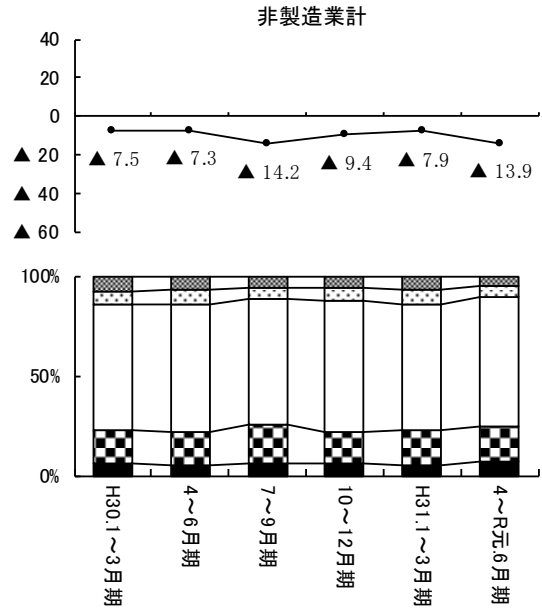 非製造業計
40
20
0
▲ 20
▲ 40
▲ 60
▲ 7.5
▲ 7.3
▲ 14.2
▲ 9.4
▲ 7.9
▲ 13.9
100%
50%
0%
H30.1～3月期
4～6月期
7～9月期
10～12月期
H31.1～3月期
4～R元.6月期